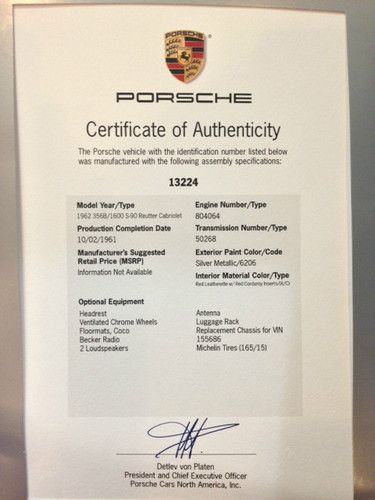 PORSCHE
Certificate of Authenticity
The Porsche vehicle with the identification number listed below
was manufactured with the following assembly specifications:
13224
Model Year/Type
1962 356B/1600 S-90 Reutter Cabriolet
Production Completion Date
10/02/1961
Manufacturer's Suggested
Retail Price (MSRP)
Information Not Available
Engine Number/Type
804064
Transmission Number/Type
50268
Exterior Paint Color/Code
Silver Metallic/6206
Interior Material Color/Type
Red Leatherette w/ Red Corduroy Inserts
Optional Equipment
Headrest
Ventilated Chrome Wheels
Floormats, Coco
Becker Radio
2 Loudspeakers
Antenna
Luggage Rack
Replacement Chassis for VIN
155686
Michelin Tires (165/15)
Detlev von Platen
President and Chief Executive Officer
Porsche Cars North America, Inc.